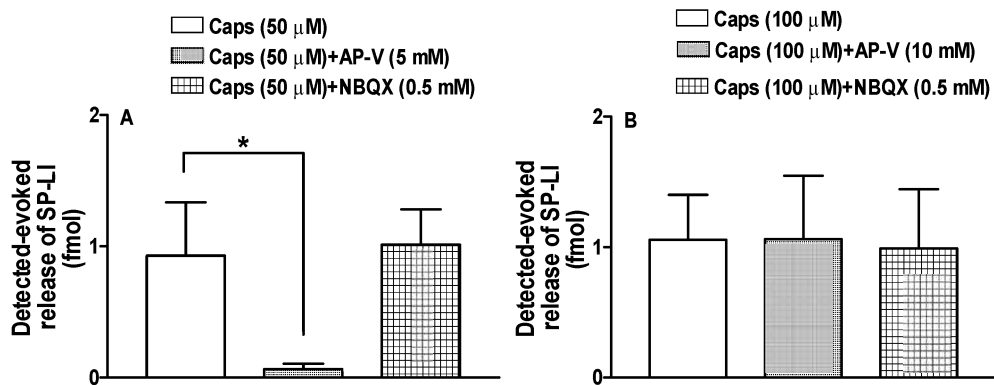 Caps (50 μM)
Caps (50 μM)+AP-V (5 mM)
Caps (50 μM)+NBQX (0.5 mM)
A
2
1
0
*
Detected-evoked
release of SP-LI
(fmol)
Caps (100 μM)
Caps (100 μM)+AP-V (10 mM)
Caps (100 μM)+NBQX (0.5 mM)
B
2
1
0
Detected-evoked
release of SP-LI
(fmol)